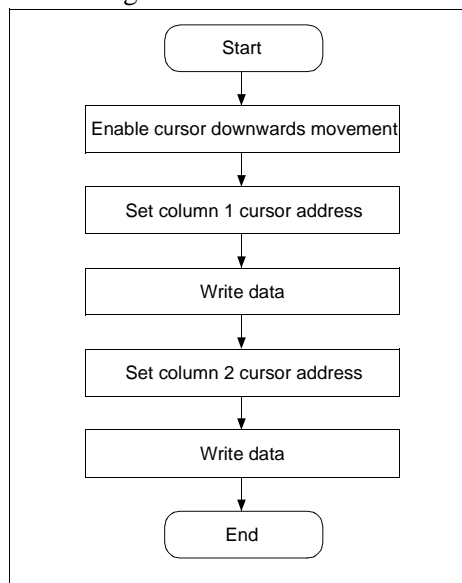 Start
Enable cursor downwards movement
Set column 1 cursor address
Write data
Set column 2 cursor address
Write data
End